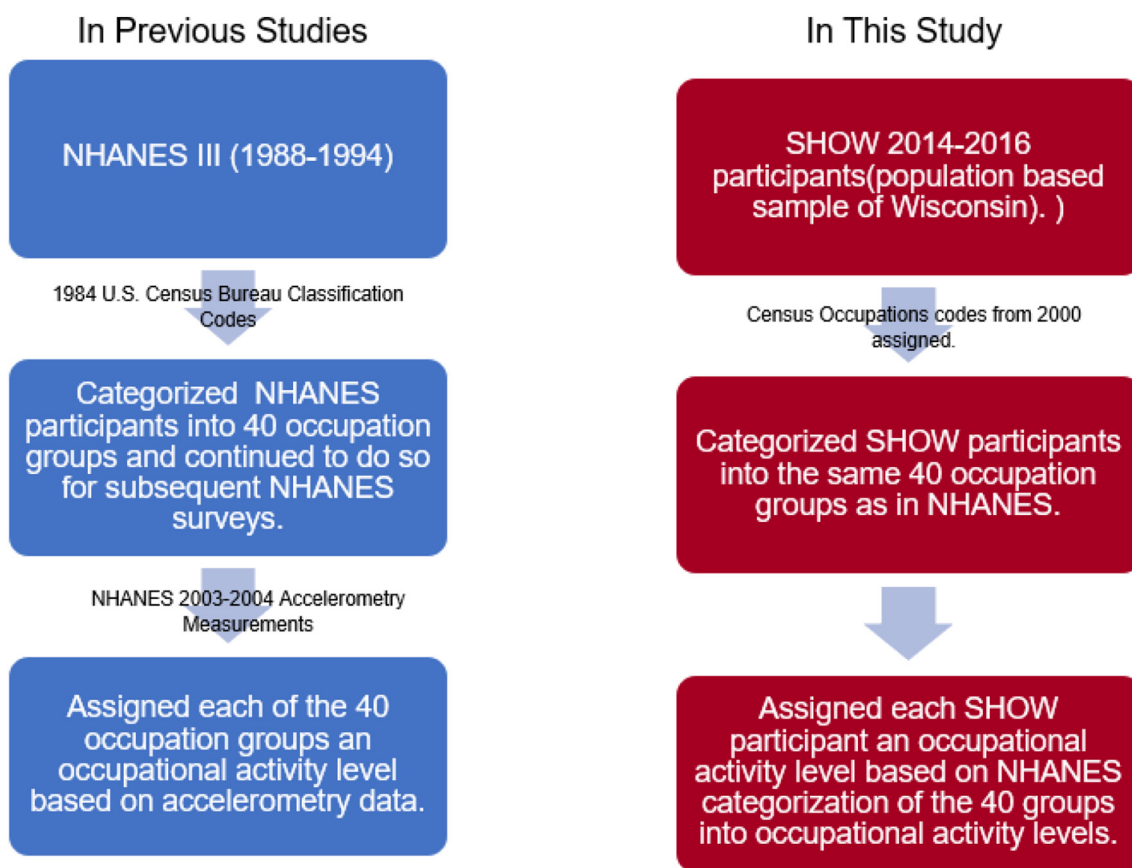 In Previous Studies
NHANES III (1988-1994)
1984 U.S. Census Bureau Classification
Codes
Categorized  NHANES
participants into 40 occupation
groups and continued to do so
for subsequent NHANES
surveys.
NHANES 2003-2004 Accelerometry
Measurements
Assigned each of the 40
occupation groups an
occupational activity level
based on accelerometry data.
In This Study
SHOW 2014-2016
participants(population based
sample of Wisconsin). )
Census Occupations codes from 2000
assigned.
Categorized SHOW participants
into the same 40 occupation
groups as in NHANES.
Assigned each SHOW
participant an occupational
activity level based on NHANES
categorization of the 40 groups
into occupational activity levels.